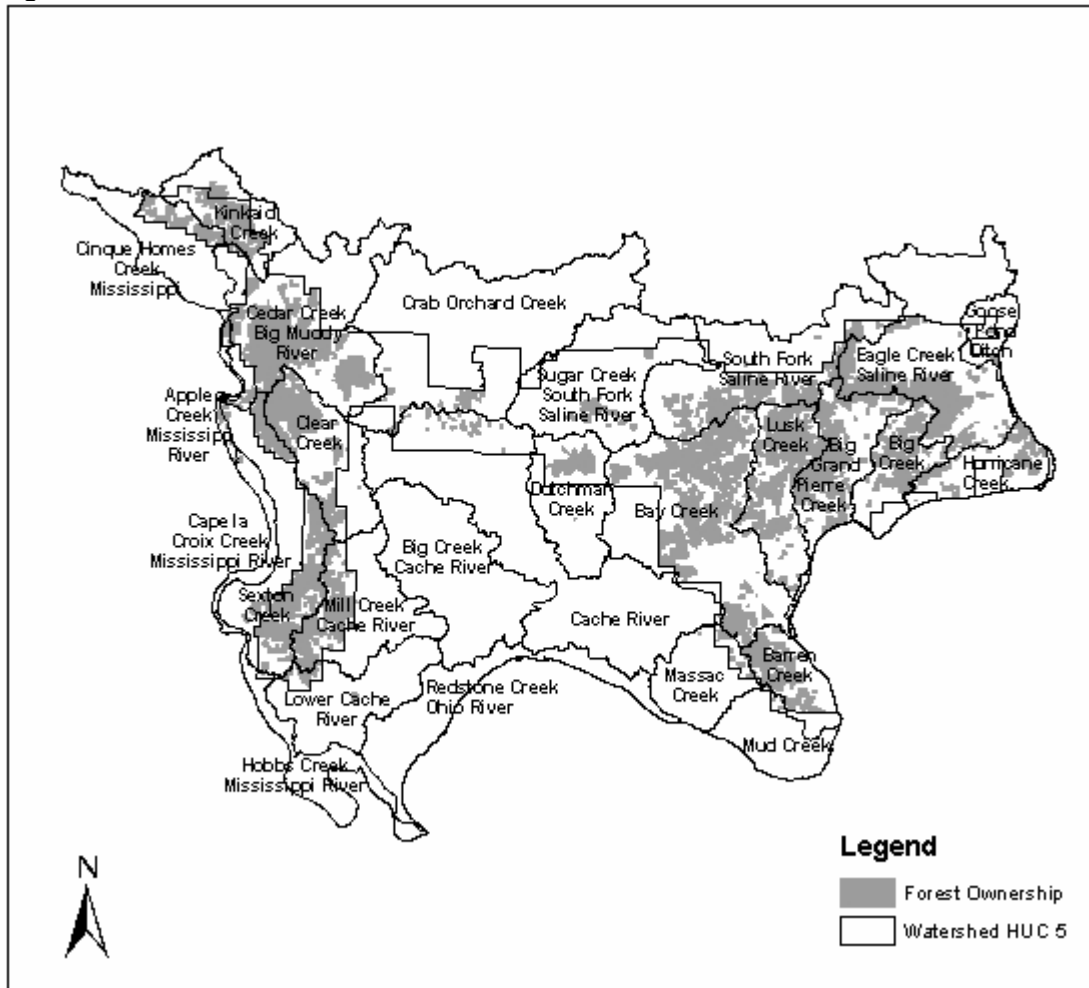 Kinkaid
Creek
Cinque Homes
Creek
Mississippi
Crab Orchard Creek
Cedar Creek
Big Muddy
River
Goose
Pond
Ditch
South Fork
Saline River
Eagle Creek
Saline River
Sugar Creek
South Fork
Saline River
Apple
Creek
Mississippi
River
Clear
Creek
Lusk
Creek
Big
Grand
Pierre
Creek
Big
Creek
Horricane
Creek
Dutchman
Creek
Bay Creek
Cape la
Croix Creek
Mississippi River
Big Creek
Cache River
Sexton
Creek
Mill Creek
Cache River
Cache River
Barren
Creek
Massac
Creek
Redstone Creek
Ohio River
Lower Cache
River
Mud Creek
Hobbs Creek
Mississippi River
N
Legend
Forest Ownership
Watershed HUC 5